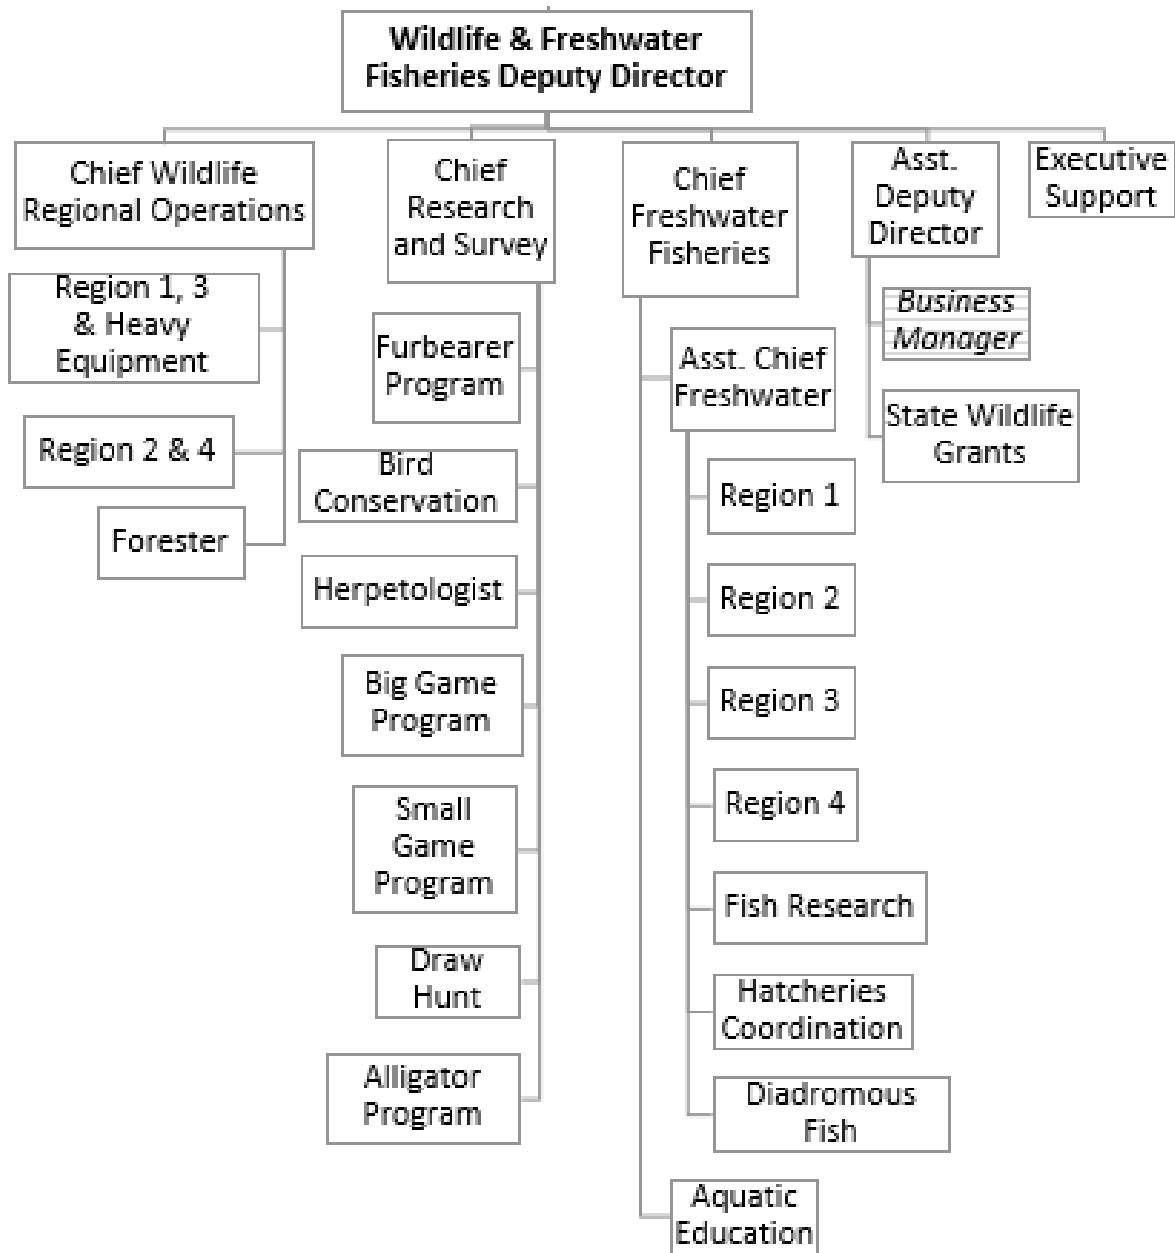 Wildlife & Freshwater
Fisheries Deputy Director
Chief Wildlife
Regional Operations
Region 1, 3
& Heavy
Equipment
Region 2 & 4
Forester
Chief
Research
and Survey
Furbearer
Program
Bird
Conservation
Herpetologist
Big Game
Program
Small
Game
Program
Draw
Hunt
Alligator
Program
Chief
Freshwater
Fisheries
Asst. Chief
Freshwater
Region 1
Region 2
Region 3
Region 4
Fish Research
Hatcheries
Coordination
Diadromous
Fish
Aquatic
Education
Asst.
Deputy
Director
Business
Manager
State Wildlife
Grants
Executive
Support